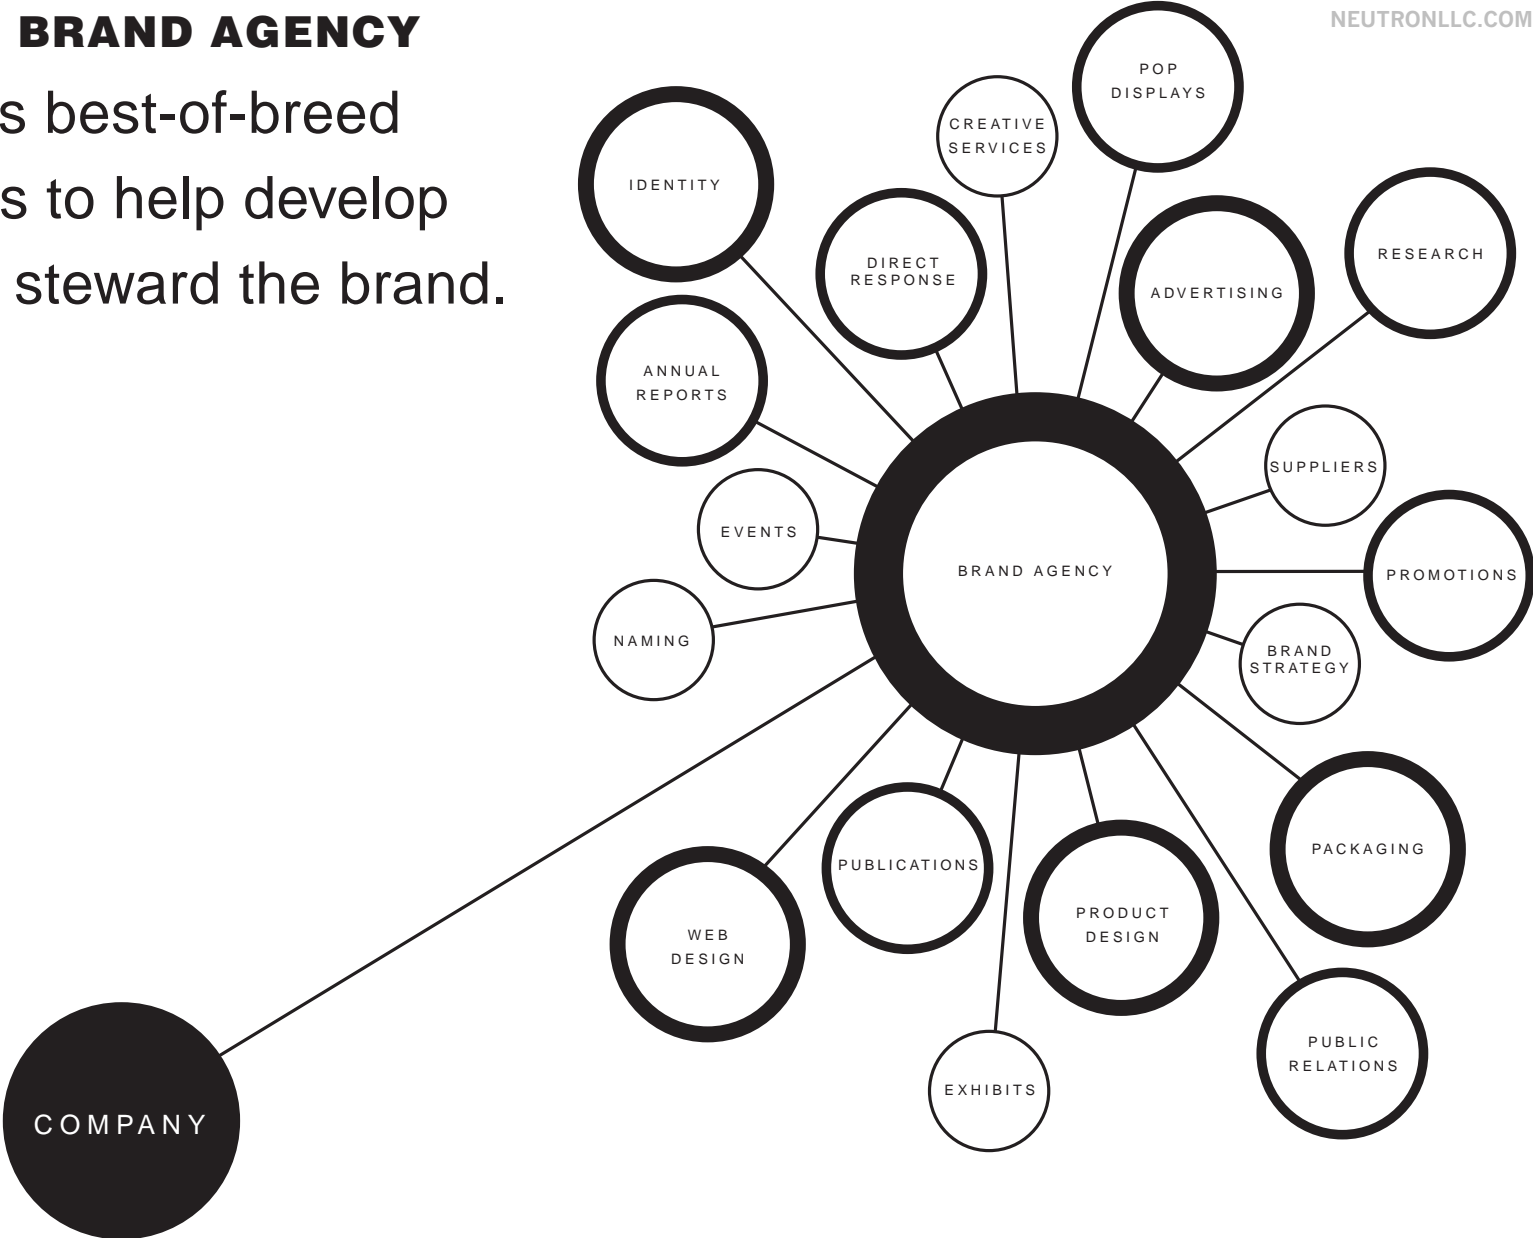 BRAND AGENCY
s best-of-breed
s to help develop
steward the brand.
NEUTRONLLC.COM
POP
DISPLAYS
CREATIVE
SERVICES
IDENTITY
DIRECT
RESPONSE
ADVERTISING
RESEARCH
ANNUAL
REPORTS
SUPPLIERS
EVENTS
BRAND AGENCY
PROMOTIONS
NAMING
BRAND
STRATEGY
PUBLICATIONS
PACKAGING
WEB
DESIGN
PRODUCT
DESIGN
PUBLIC
RELATIONS
EXHIBITS
COMPANY